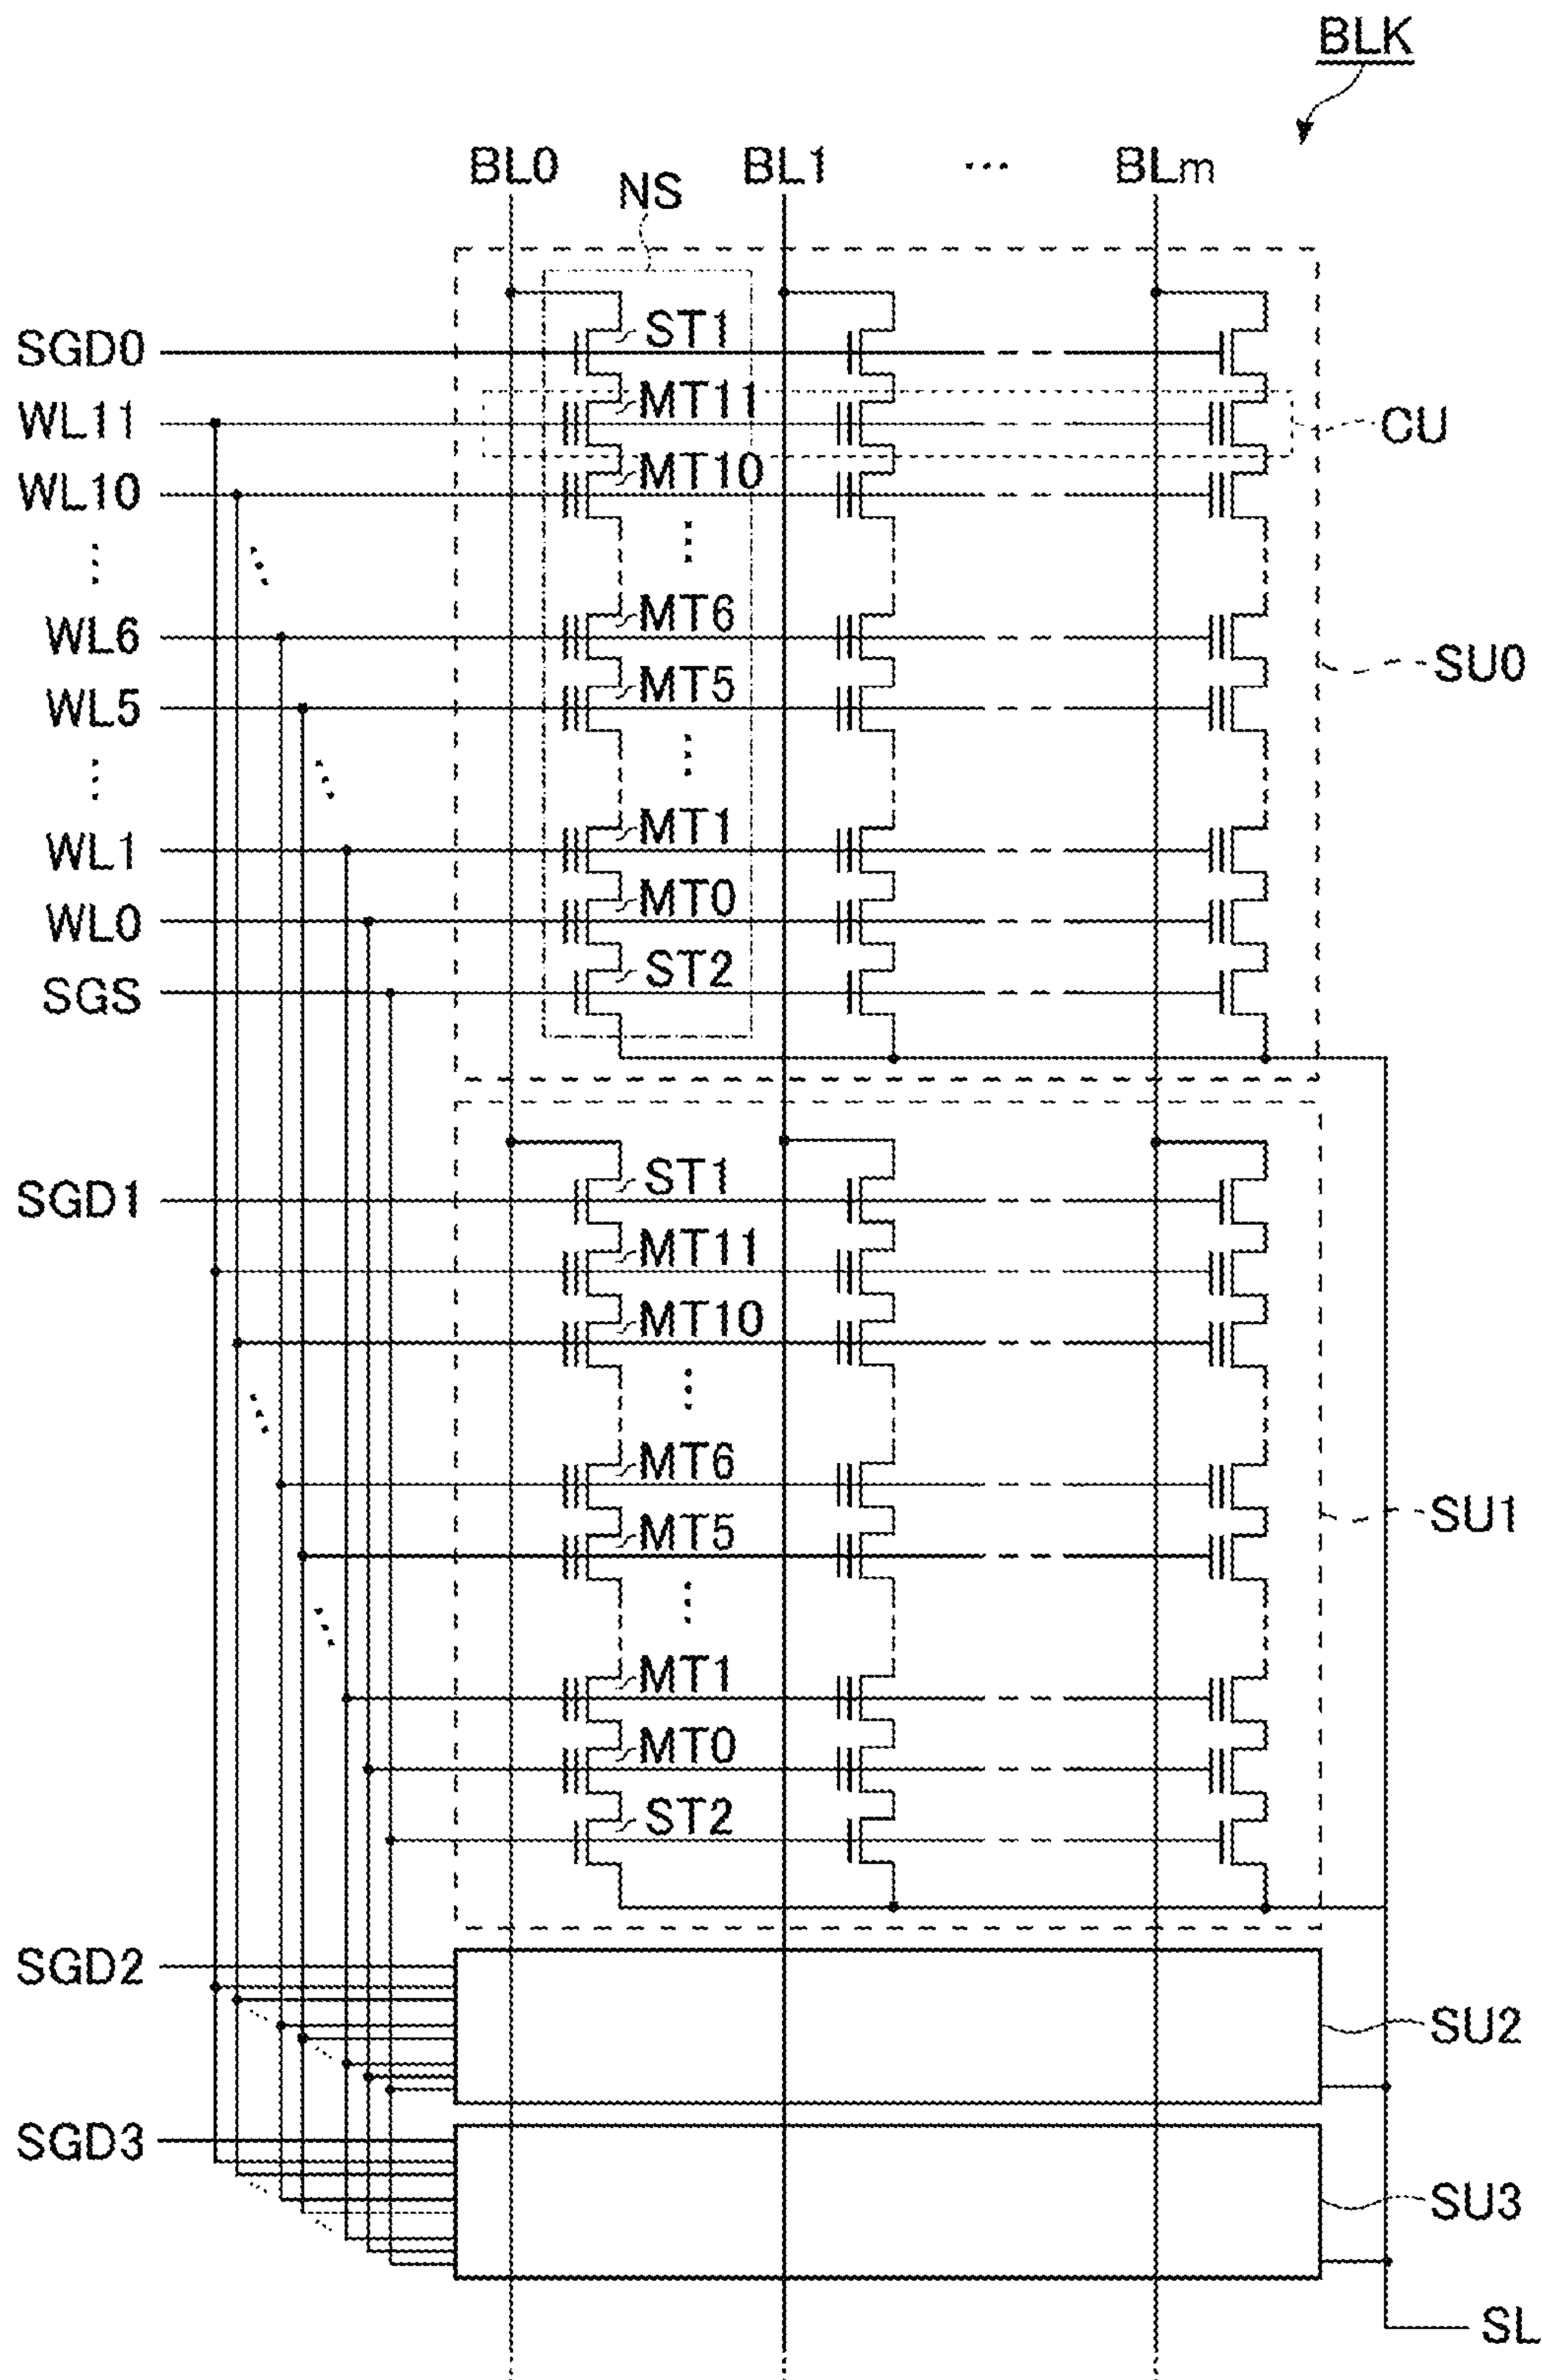 BLK
BL0 BL1 ... BLm
NS
SGD0 ST1
WL11 MT11 CU
WL10 MT10
⋮ ⋮
WL6 MT6 SU0
WL5 MT5
⋮ ⋮
WL1 MT1
WL0 MT0
SGS ST2
SGD1 ST1
MT11
MT10
⋮
MT6
MT5 SU1
⋮
MT1
MT0
ST2
SGD2 SU2
SGD3 SU3
SL